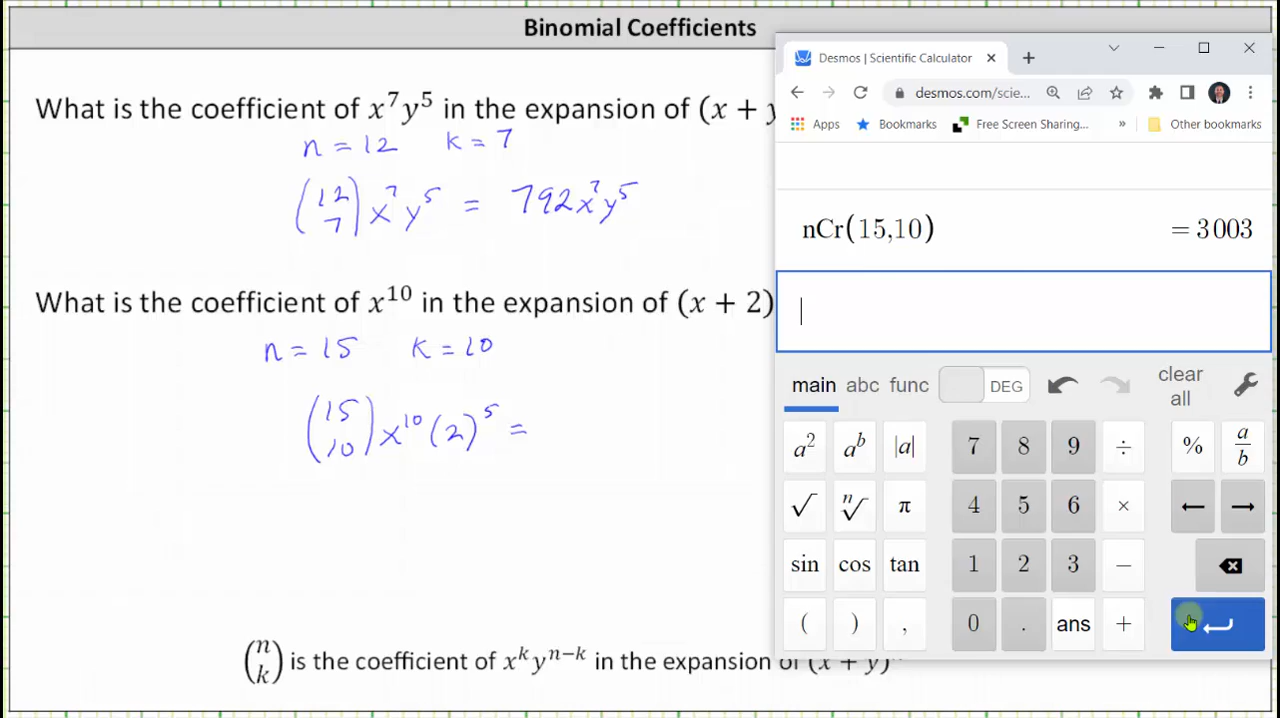 Binomial Coefficients
What is the coefficient of x⁷y⁵ in the expansion of (x + y
n = 12 k = 7
(12 7) x⁷ y⁵ = 792x⁷y⁵
What is the coefficient of x¹⁰ in the expansion of (x + 2)
n = 15 k = 10
(15 10) x¹⁰ (2)⁵ =
(n k) is the coefficient of xᵏyⁿ⁻ᵏ in the expansion of (x + y)
Desmos | Scientific Calculator
desmos.com/scie...
Apps Bookmarks Free Screen Sharing... » Other bookmarks
nCr(15,10) = 3003
main abc func DEG clear all
a² aᵇ |a| 7 8 9 ÷ % a/b
√ ⁿ√ π 4 5 6 × ← →
sin cos tan 1 2 3 −
( ) , 0 . ans +